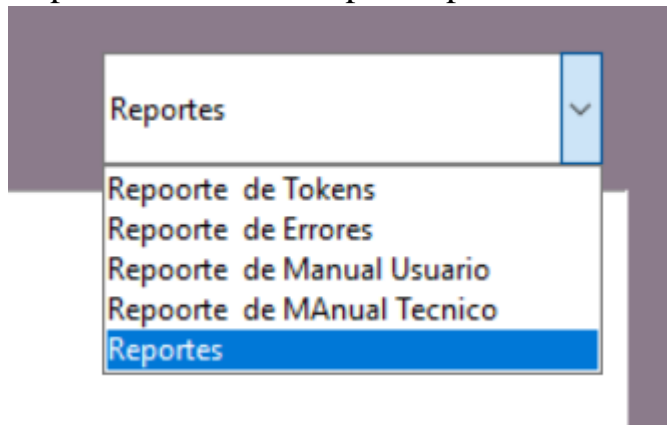 Reportes
Repoorte de Tokens
Repoorte de Errores
Repoorte de Manual Usuario
Repoorte de MAnual Tecnico
Reportes